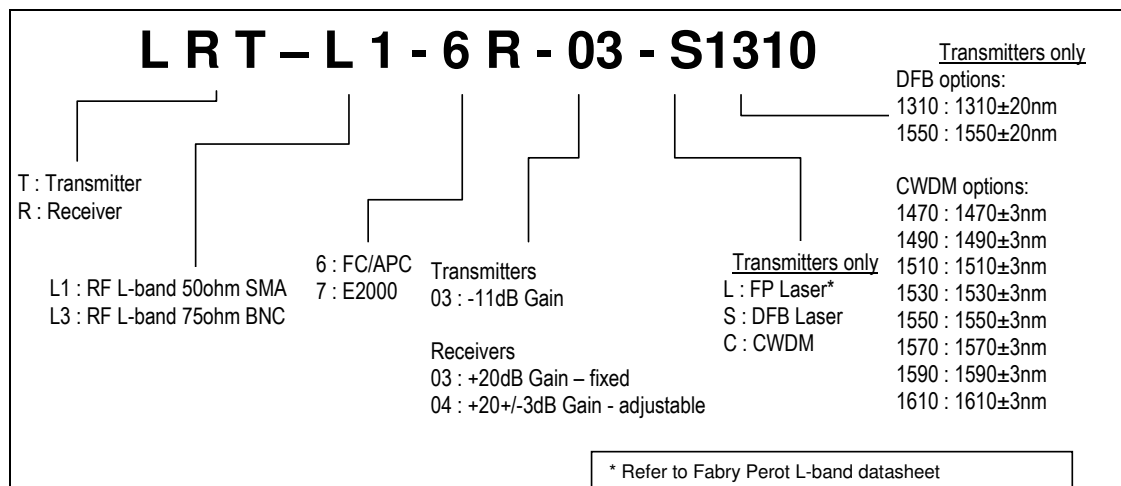 L R T – L 1 - 6 R - 03 - S1310
T : Transmitter
R : Receiver
L1 : RF L-band 50ohm SMA
L3 : RF L-band 75ohm BNC
6 : FC/APC
7 : E2000
Transmitters
03 : -11dB Gain
Receivers
03 : +20dB Gain – fixed
04 : +20+/-3dB Gain - adjustable
Transmitters only
L : FP Laser*
S : DFB Laser
C : CWDM
Transmitters only
DFB options:
1310 : 1310±20nm
1550 : 1550±20nm
CWDM options:
1470 : 1470±3nm
1490 : 1490±3nm
1510 : 1510±3nm
1530 : 1530±3nm
1550 : 1550±3nm
1570 : 1570±3nm
1590 : 1590±3nm
1610 : 1610±3nm
* Refer to Fabry Perot L-band datasheet